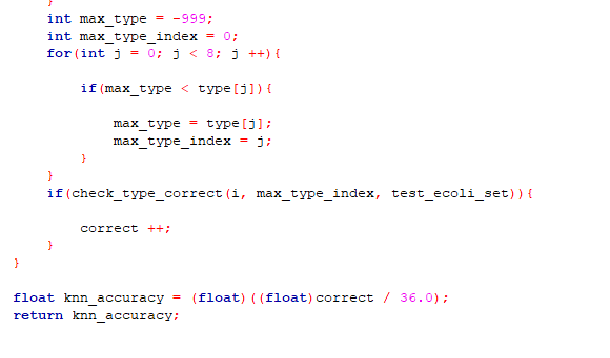 }
int max_type = -999;
int max_type_index = 0;
for(int j = 0; j < 8; j ++){
if(max_type < type[j]){
max_type = type[j];
max_type_index = j;
}
}
if(check_type_correct(i, max_type_index, test_ecoli_set)){
correct ++;
}
}
float knn_accuracy = (float)((float)correct / 36.0);
return knn_accuracy;